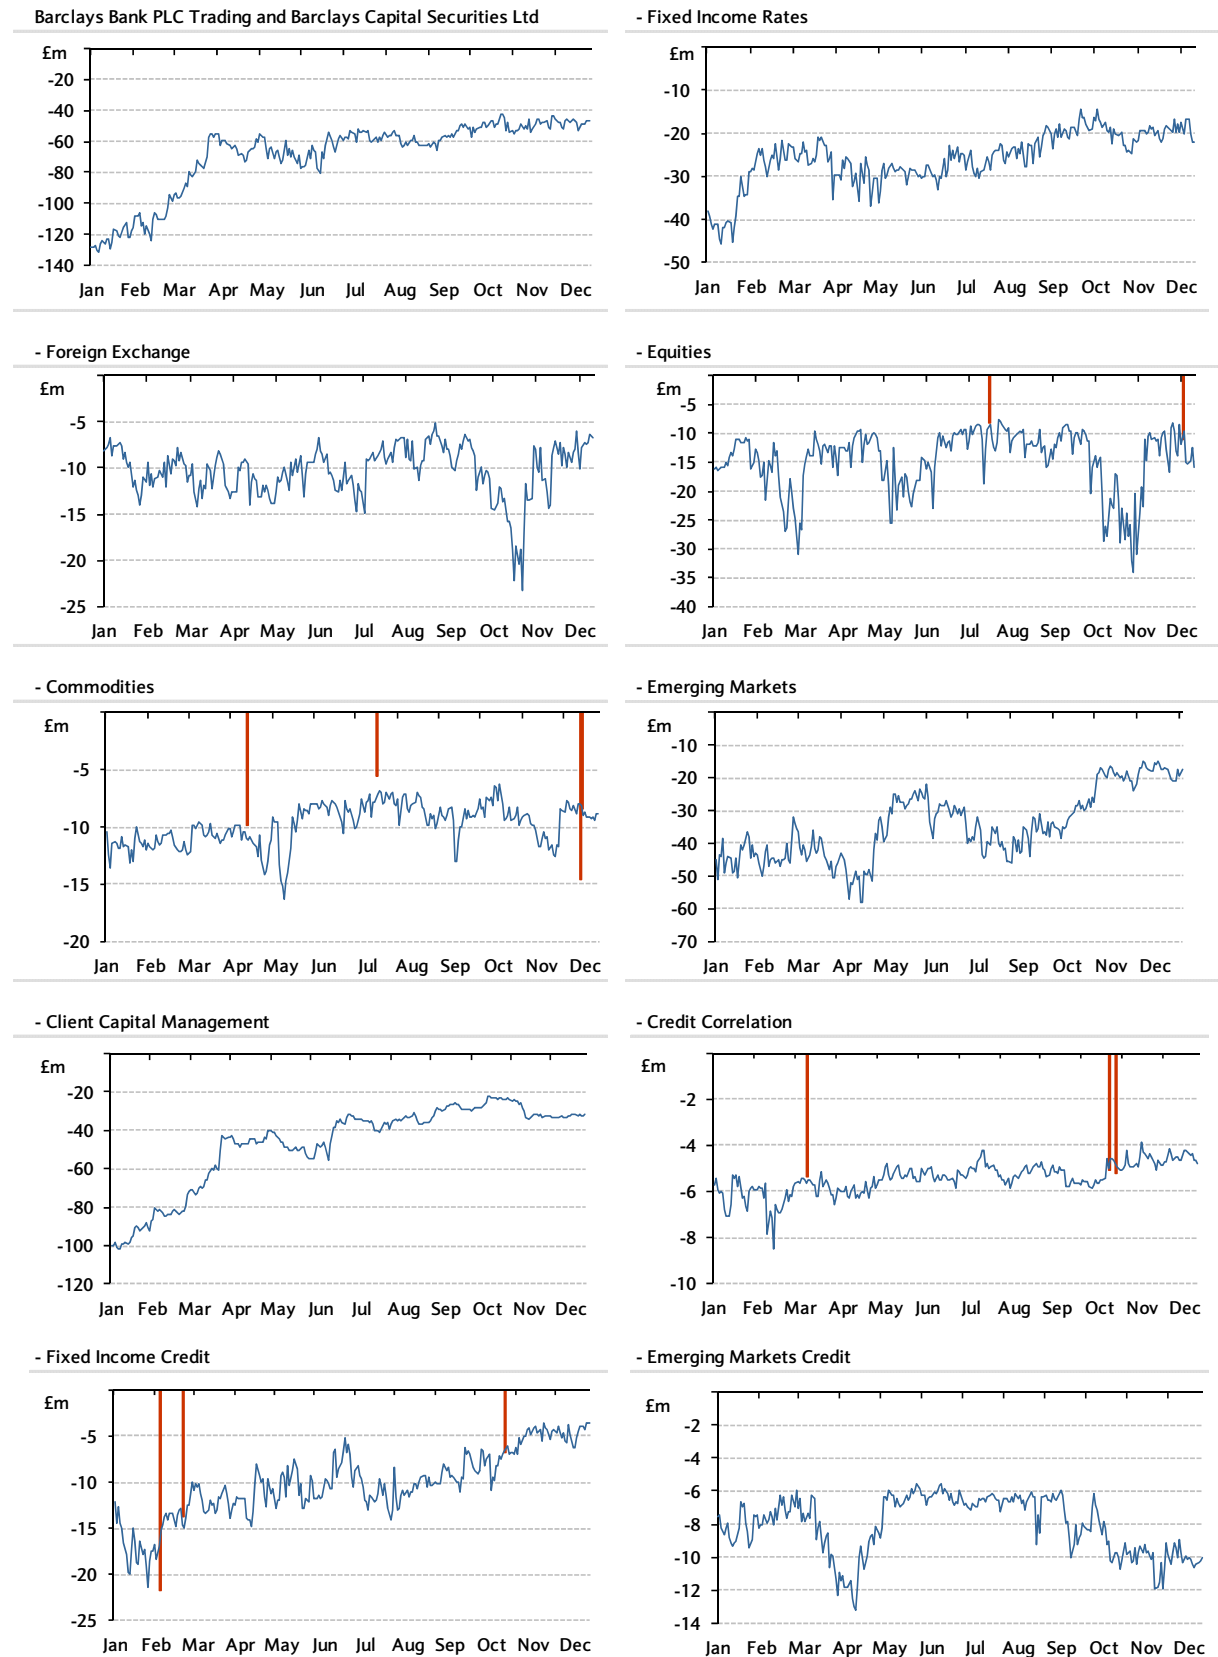 Barclays Bank PLC Trading and Barclays Capital Securities Ltd
£m
-20
-40
-60
-80
-100
-120
-140
Jan Feb Mar Apr May Jun Jul Aug Sep Oct Nov Dec
- Fixed Income Rates
£m
-10
-20
-30
-40
-50
Jan Feb Mar Apr May Jun Jul Aug Sep Oct Nov Dec
- Foreign Exchange
£m
-5
-10
-15
-20
-25
Jan Feb Mar Apr May Jun Jul Aug Sep Oct Nov Dec
- Equities
£m
-5
-10
-15
-20
-25
-30
-35
-40
Jan Feb Mar Apr May Jun Jul Aug Sep Oct Nov Dec
- Commodities
£m
-5
-10
-15
-20
Jan Feb Mar Apr May Jun Jul Aug Sep Oct Nov Dec
- Emerging Markets
£m
-10
-20
-30
-40
-50
-60
-70
Jan Feb Mar Apr May Jun Jul Sep Oct Nov Dec
- Client Capital Management
£m
-20
-40
-60
-80
-100
-120
Jan Feb Mar Apr May Jun Jul Aug Sep Oct Nov Dec
- Credit Correlation
£m
-2
-4
-6
-8
-10
Jan Feb Mar Apr May Jun Jul Aug Sep Oct Nov Dec
- Fixed Income Credit
£m
-5
-10
-15
-20
-25
Jan Feb Mar Apr May Jun Jul Aug Sep Oct Nov Dec
- Emerging Markets Credit
£m
-2
-4
-6
-8
-10
-12
-14
Jan Feb Mar Apr May Jun Jul Aug Sep Oct Nov Dec